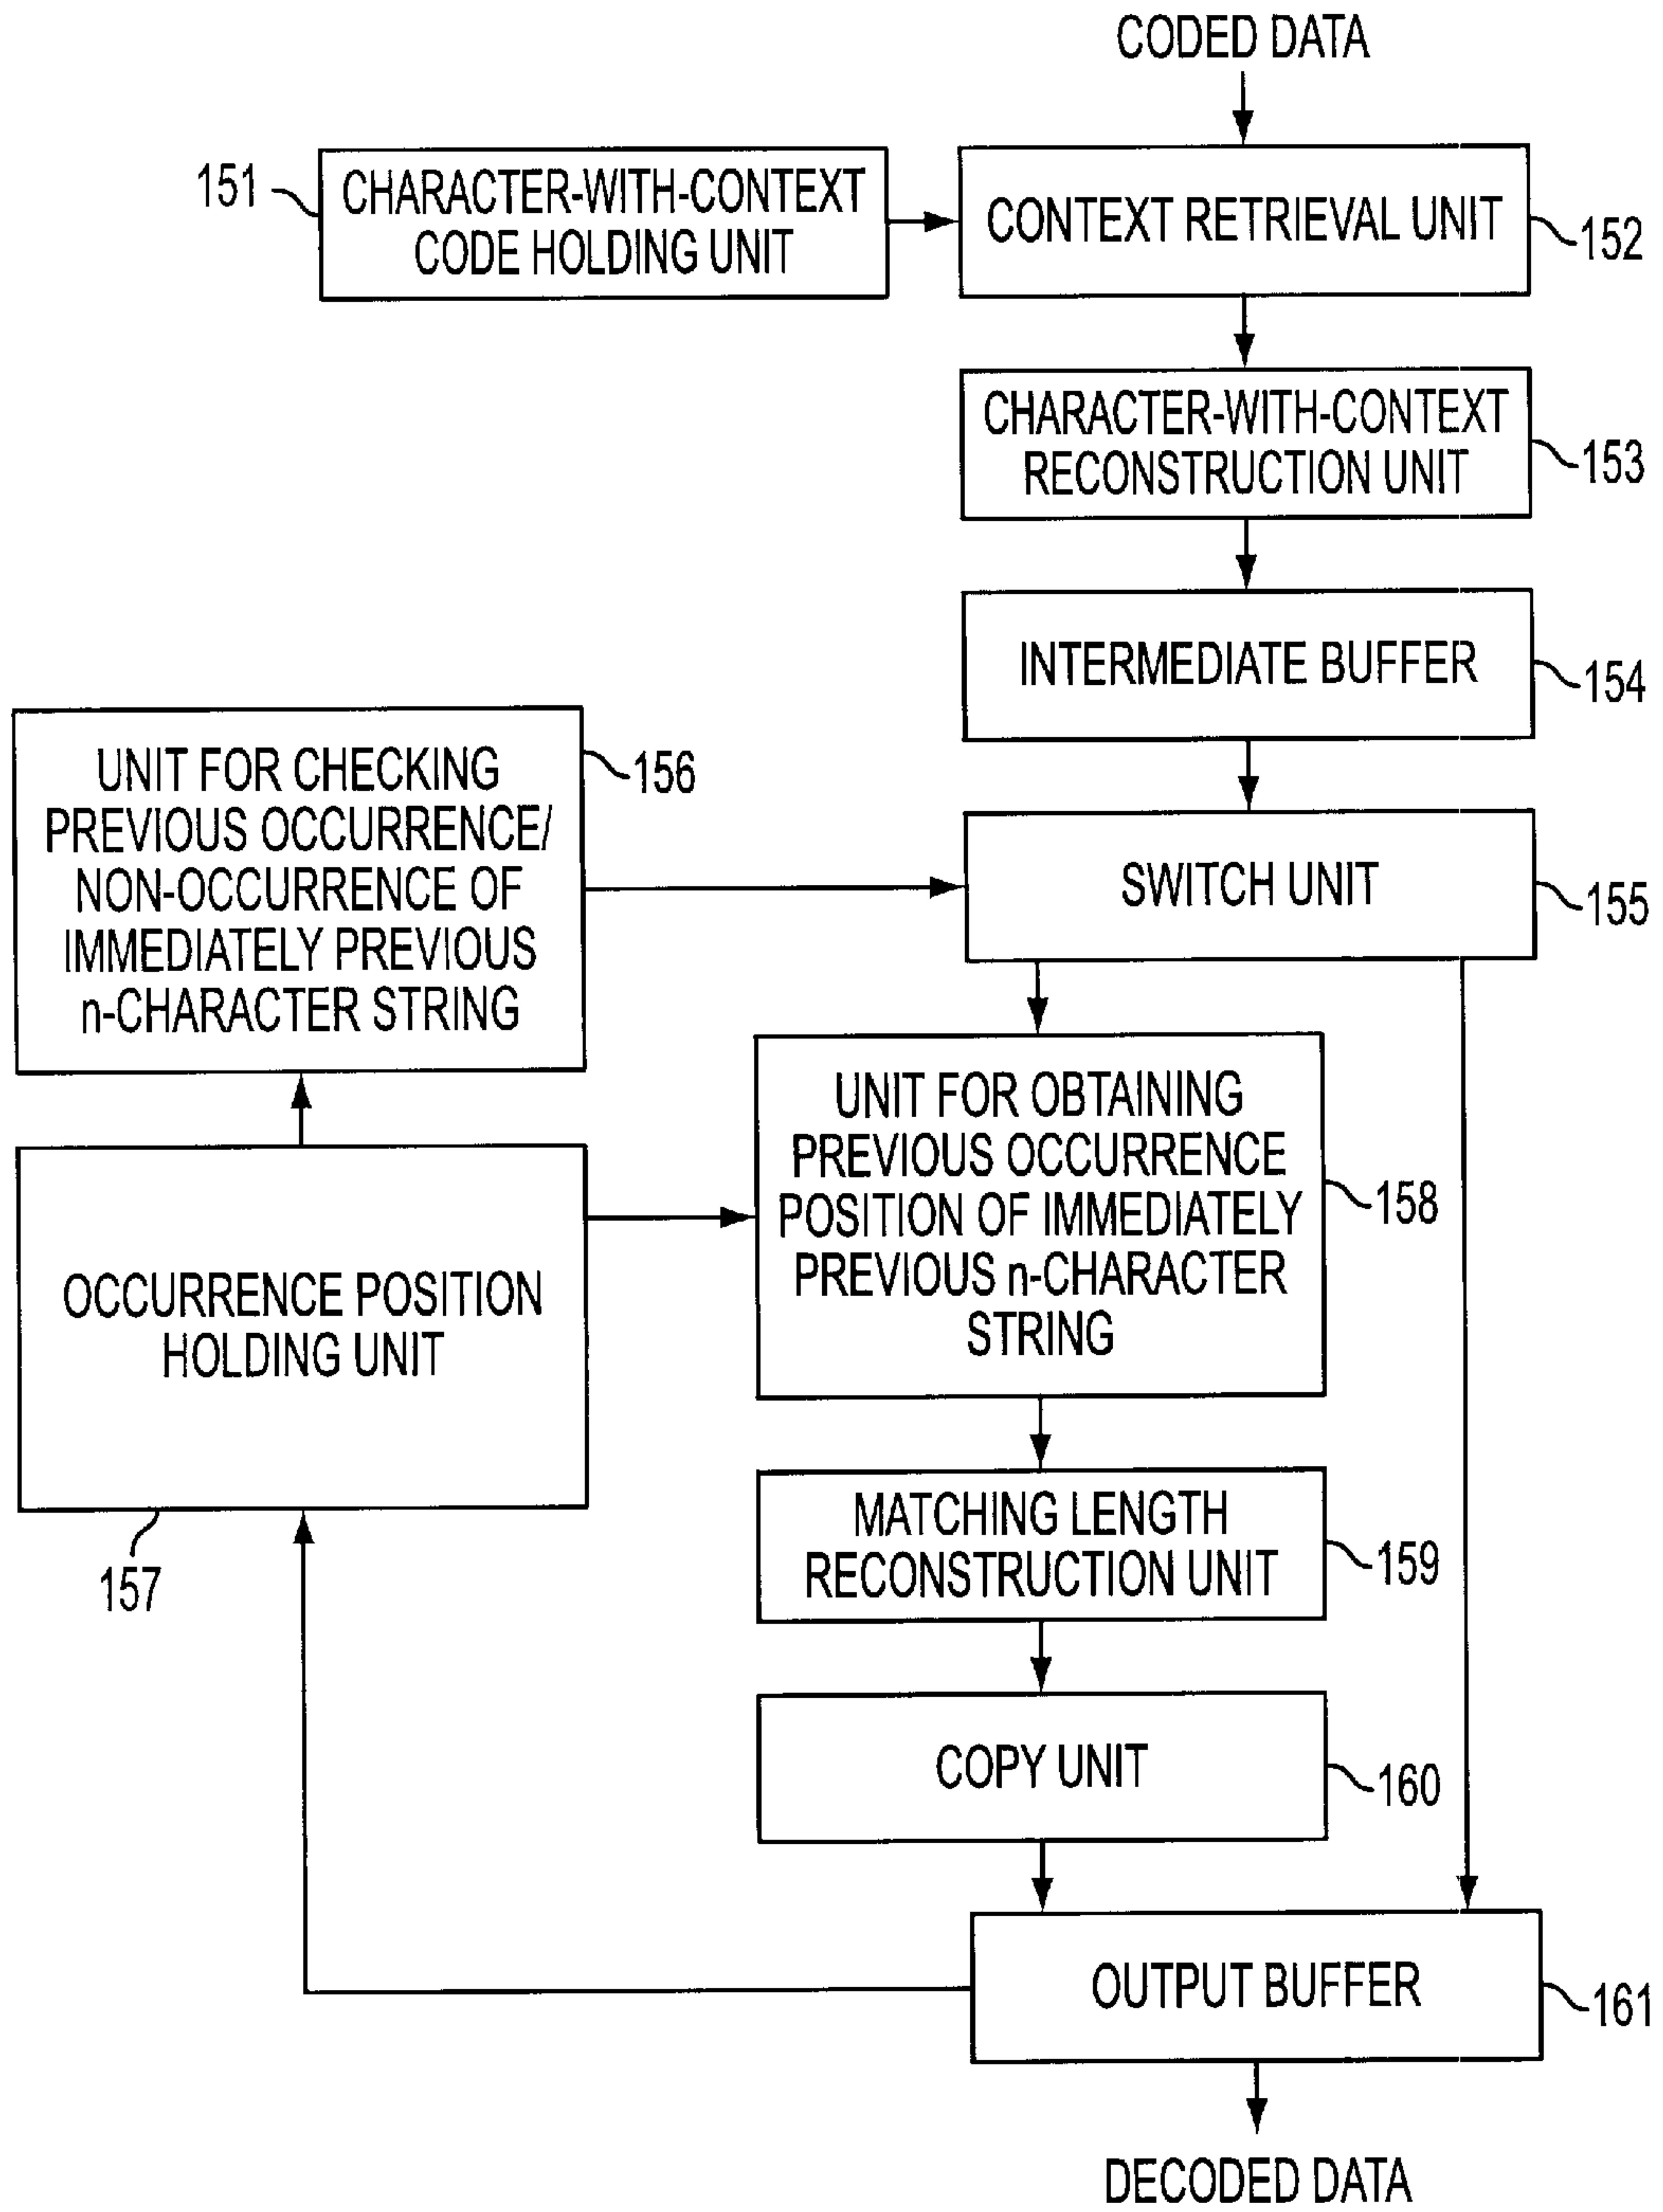 CODED DATA
151
CHARACTER-WITH-CONTEXT
CODE HOLDING UNIT
CONTEXT RETRIEVAL UNIT
152
CHARACTER-WITH-CONTEXT
RECONSTRUCTION UNIT
153
INTERMEDIATE BUFFER
154
UNIT FOR CHECKING
PREVIOUS OCCURRENCE/
NON-OCCURRENCE OF
IMMEDIATELY PREVIOUS
n-CHARACTER STRING
156
SWITCH UNIT
155
UNIT FOR OBTAINING
PREVIOUS OCCURRENCE
POSITION OF IMMEDIATELY
PREVIOUS n-CHARACTER
STRING
158
OCCURRENCE POSITION
HOLDING UNIT
157
MATCHING LENGTH
RECONSTRUCTION UNIT
159
COPY UNIT
160
OUTPUT BUFFER
161
DECODED DATA